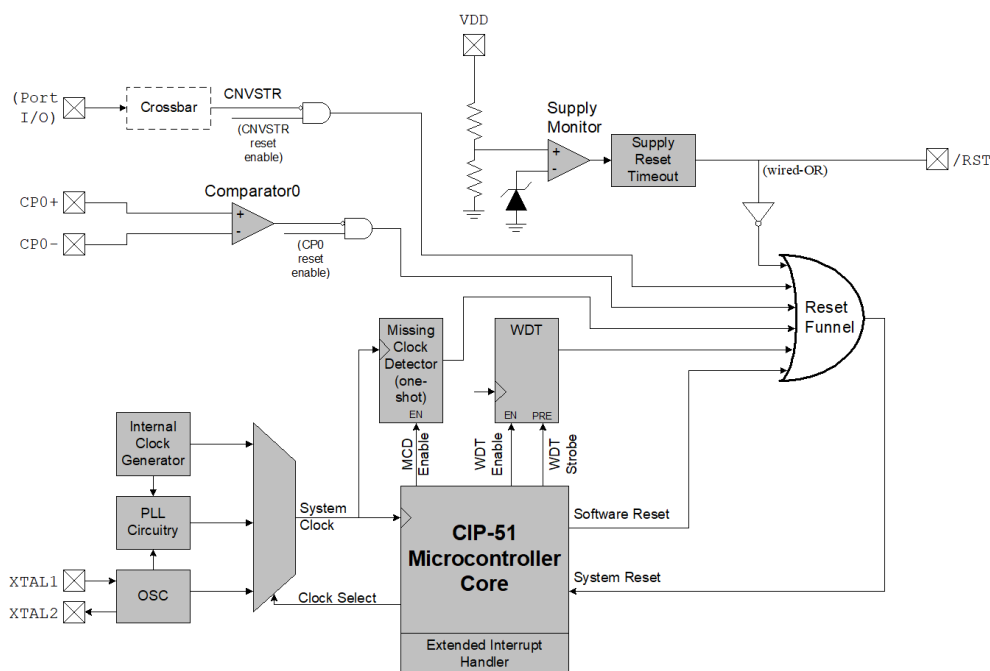 VDD
(Port
I/O)
Crossbar
CNVSTR
(CNVSTR
reset
enable)
Supply
Monitor
+
-
Supply
Reset
Timeout
/RST
(wired-OR)
CP0+
CP0-
Comparator0
+
-
(CP0
reset
enable)
Reset
Funnel
Missing
Clock
Detector
(one-
shot)
EN
WDT
EN
PRE
MCD
Enable
WDT
Enable
WDT
Strobe
Internal
Clock
Generator
PLL
Circuitry
OSC
XTAL1
XTAL2
System
Clock
Clock Select
CIP-51
Microcontroller
Core
Software Reset
System Reset
Extended Interrupt
Handler